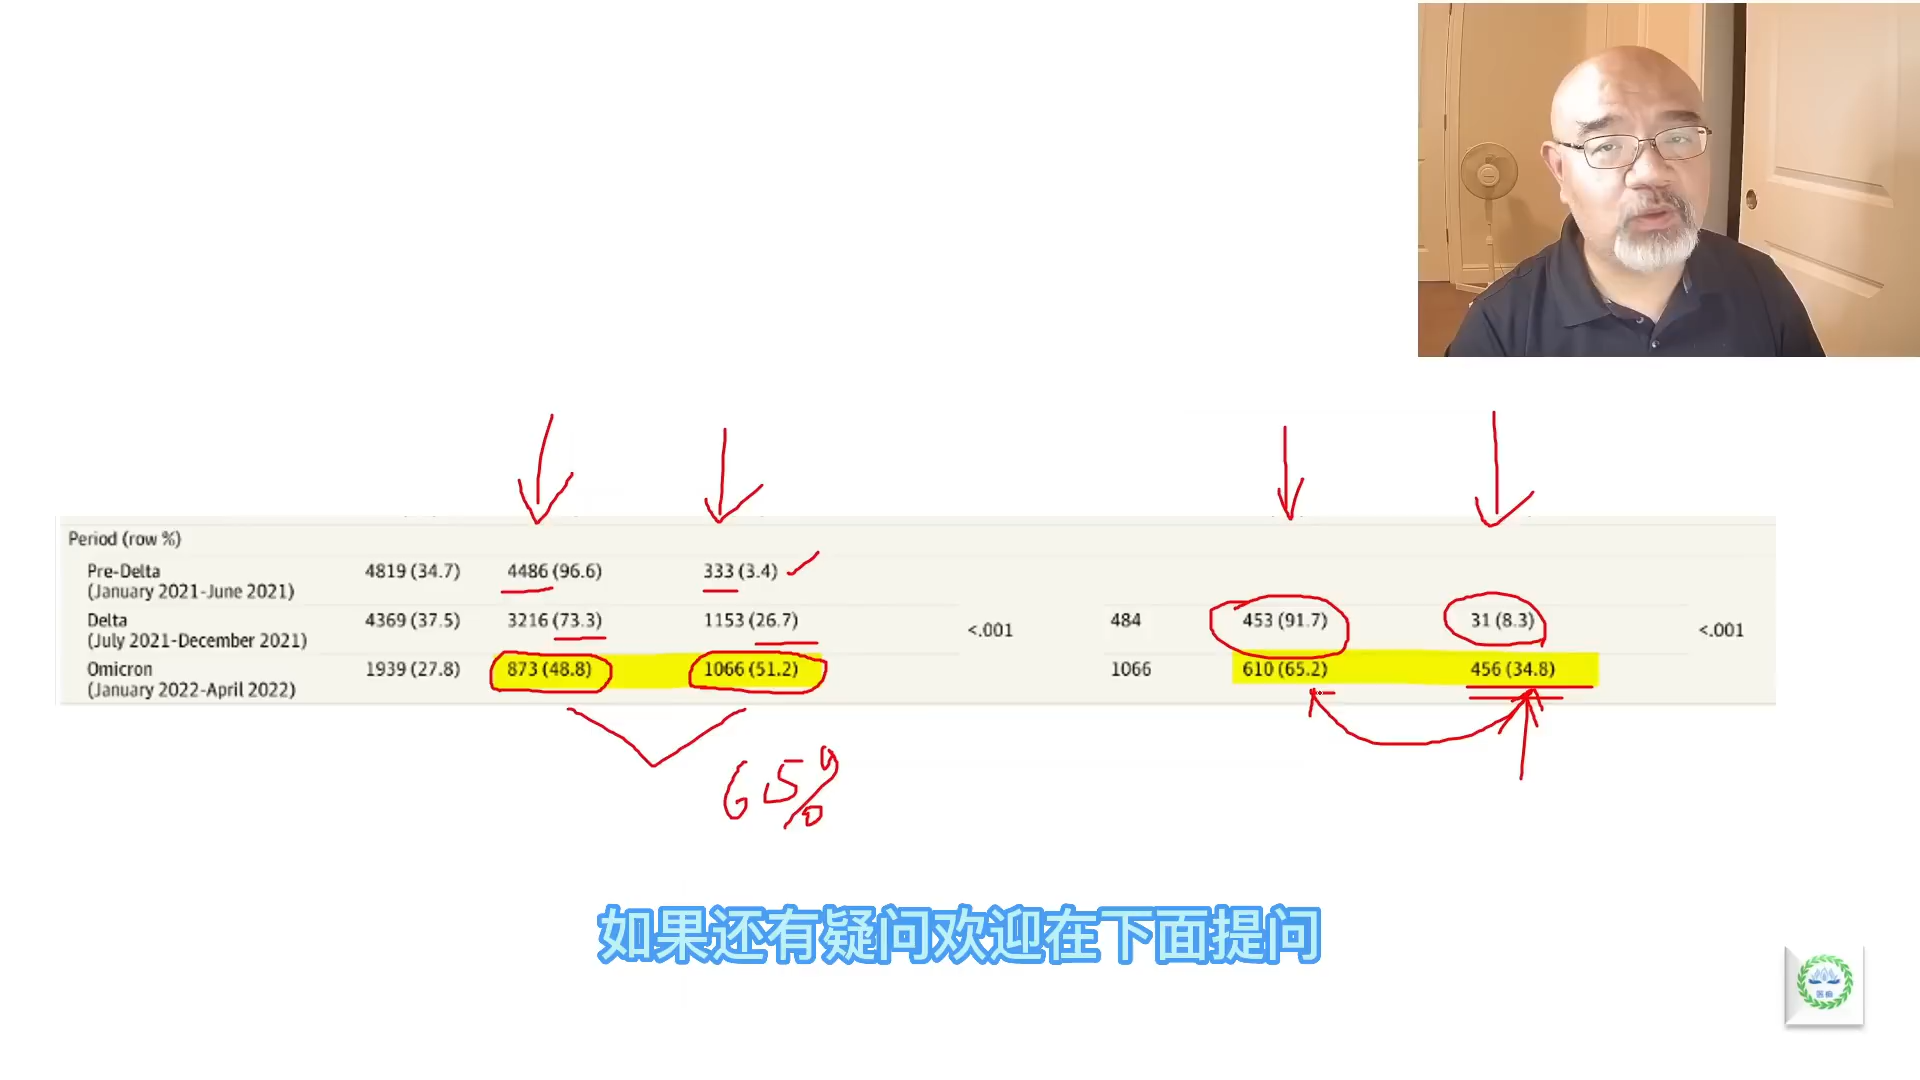 Period (row %)
Pre-Delta
(January 2021-June 2021)
4819 (34.7) 4486 (96.6) 333 (3.4)
Delta
(July 2021-December 2021)
4369 (37.5) 3216 (73.3) 1153 (26.7) <.001 484 453 (91.7) 31 (8.3) <.001
Omicron
(January 2022-April 2022)
1939 (27.8) 873 (48.8) 1066 (51.2) 1066 610 (65.2) 456 (34.8)
65%
如果还有疑问欢迎在下面提问